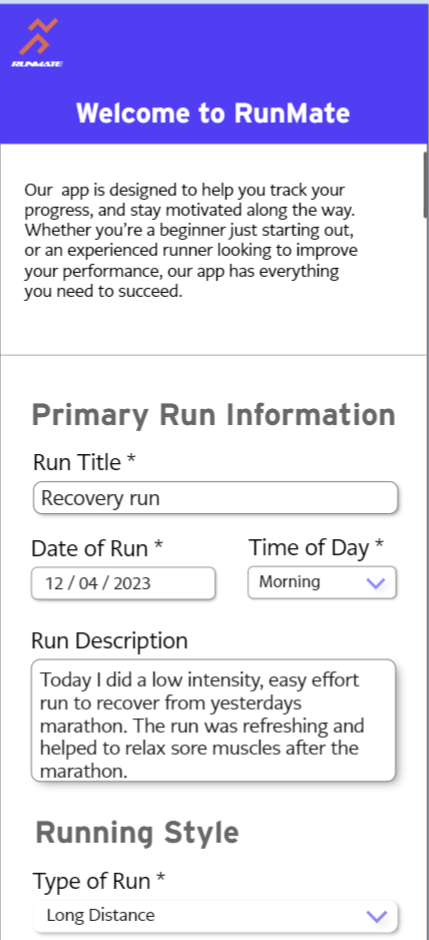 RUNMATE
Welcome to RunMate
Our app is designed to help you track your
progress, and stay motivated along the way.
Whether you're a beginner just starting out,
or an experienced runner looking to improve
your performance, our app has everything
you need to succeed.
Primary Run Information
Run Title *
Recovery run
Date of Run * Time of Day *
12 / 04 / 2023 Morning
Run Description
Today I did a low intensity, easy effort
run to recover from yesterdays
marathon. The run was refreshing and
helped to relax sore muscles after the
marathon.
Running Style
Type of Run *
Long Distance